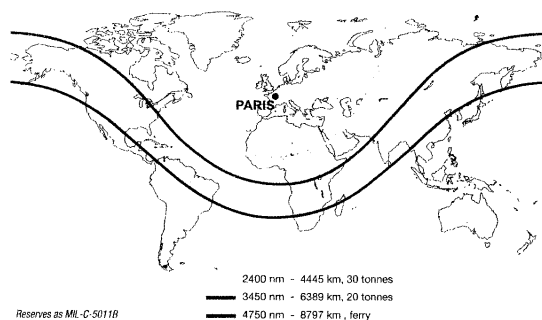 PARIS
2400 nm - 4445 km, 30 tonnes
3450 nm - 6389 km, 20 tonnes
4750 nm - 8797 km , ferry
Reserves as MIL-C-5011B